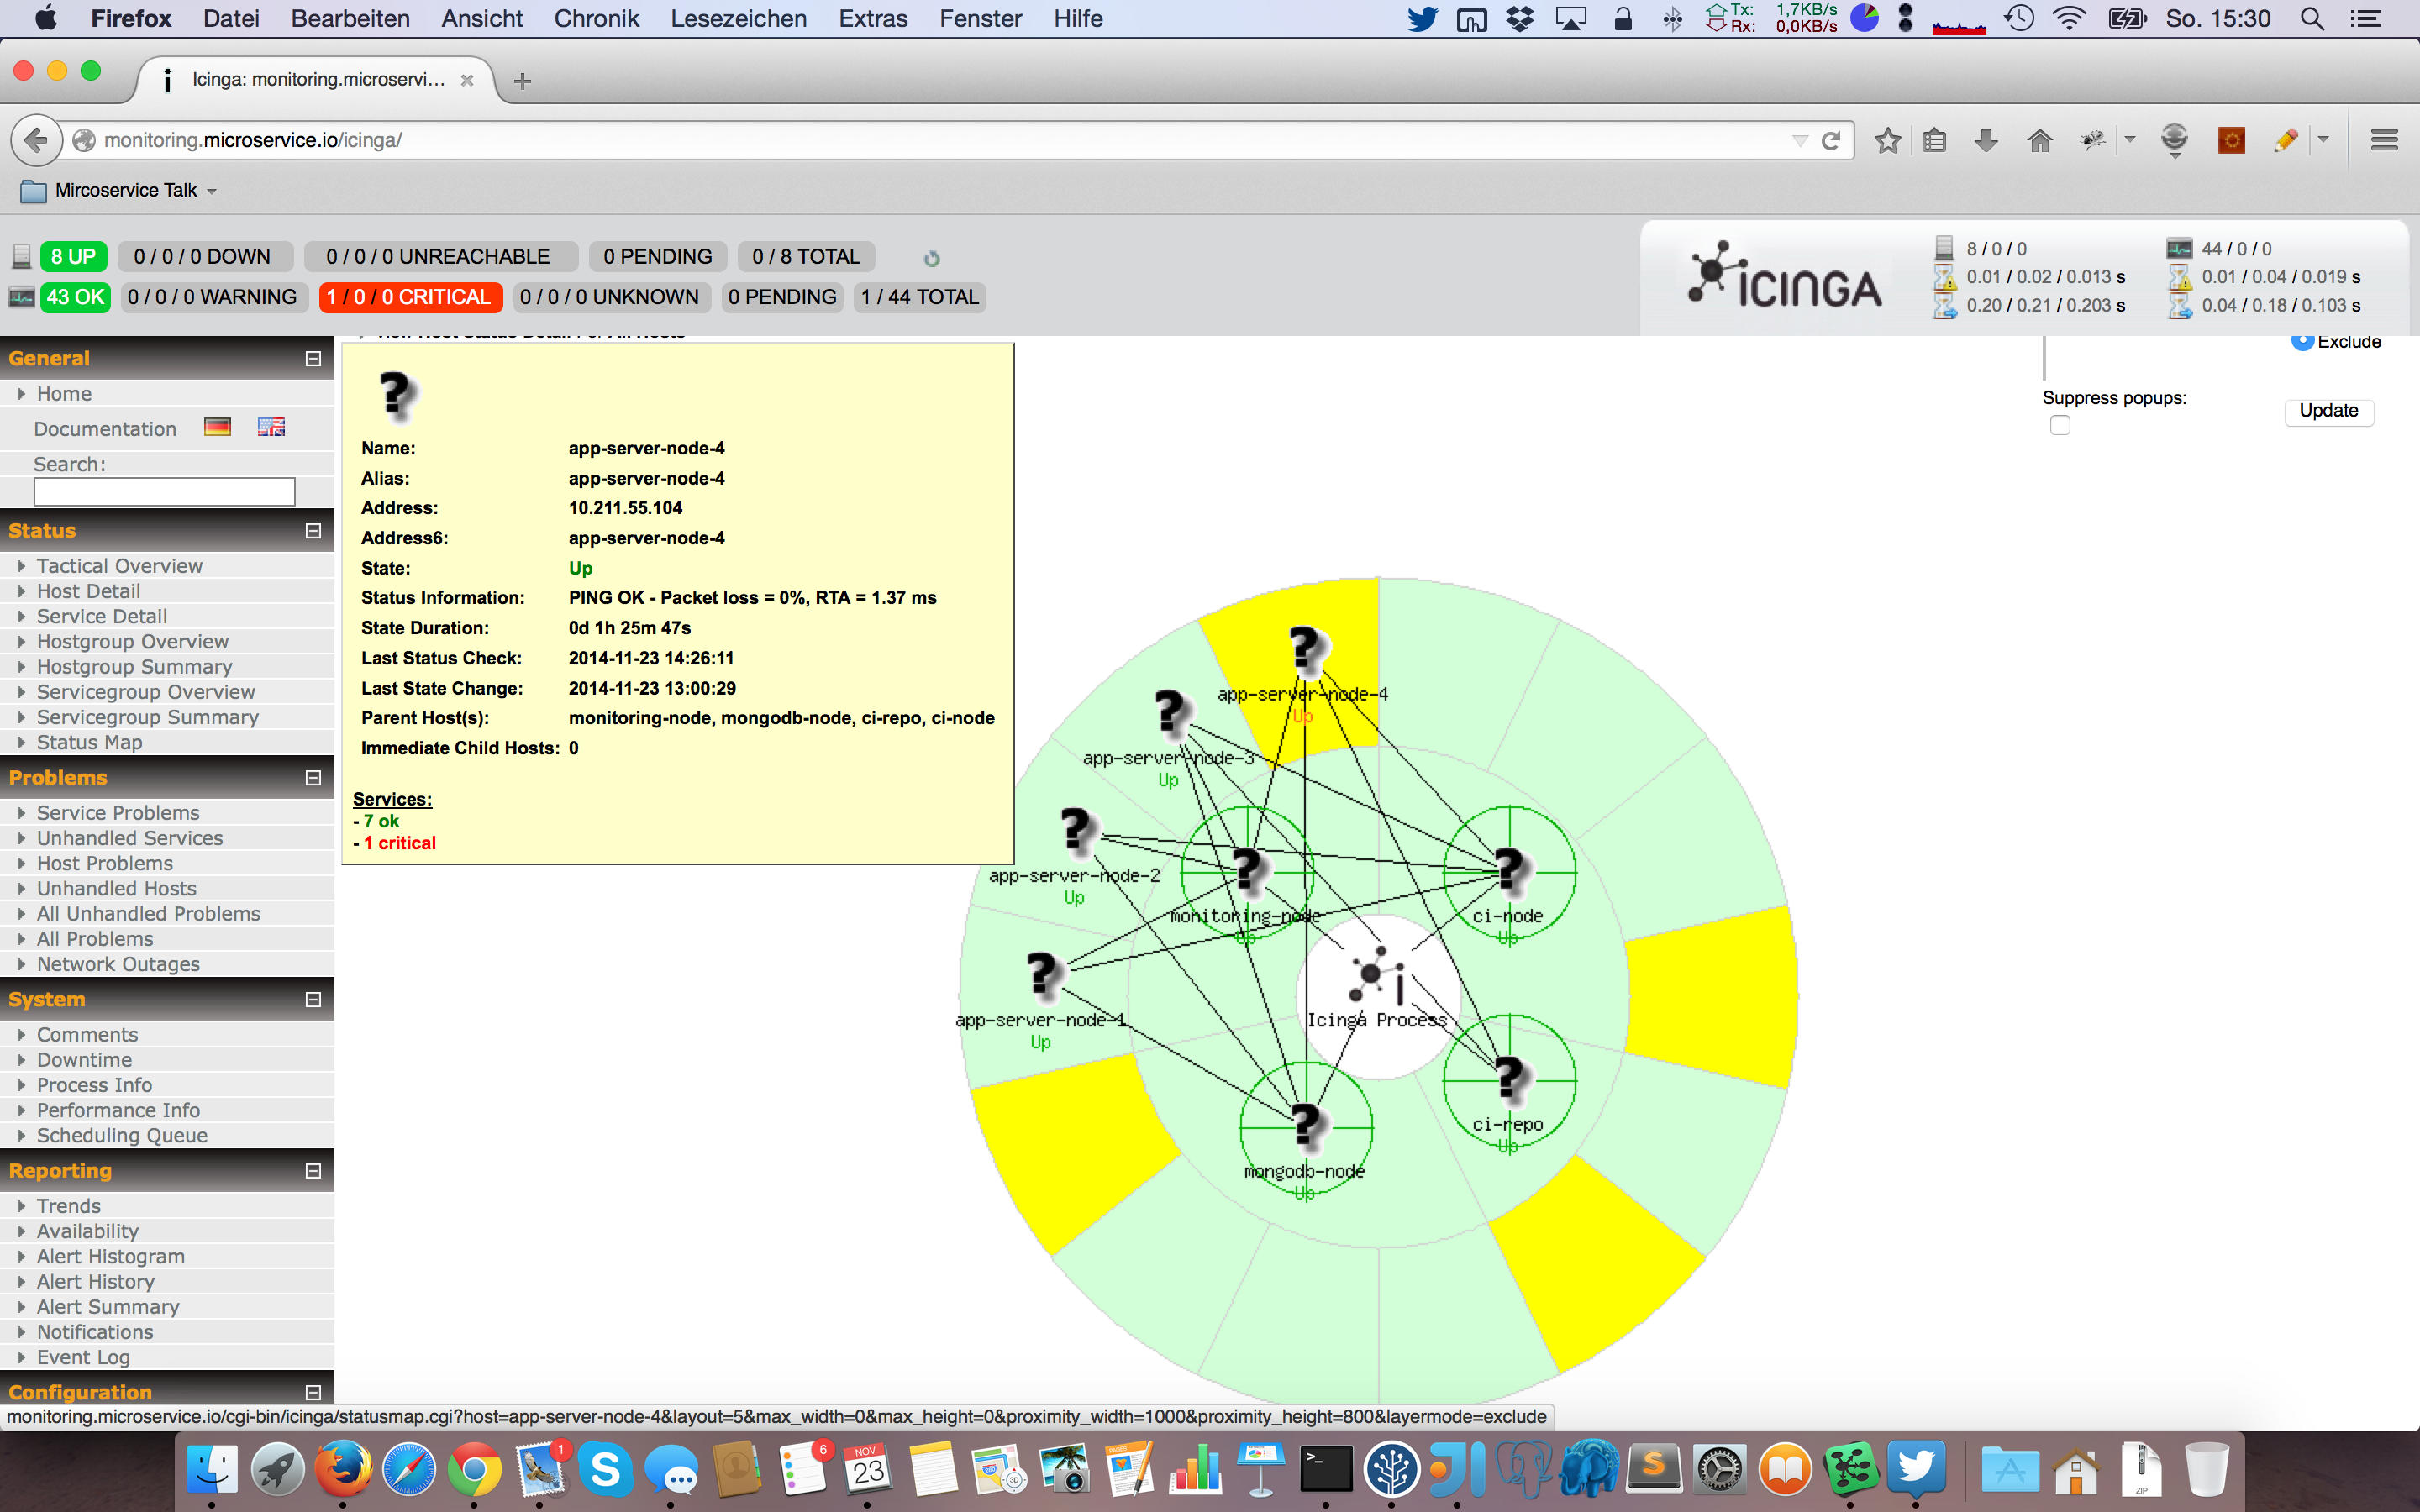 Firefox Datei Bearbeiten Ansicht Chronik Lesezeichen Extras Fenster Hilfe
Tx: 1,7KB/s
Rx: 0,0KB/s
So. 15:30
Icinga: monitoring.microservi...
monitoring.microservice.io/icinga/
Mircoservice Talk
8 UP 0 / 0 / 0 DOWN 0 / 0 / 0 UNREACHABLE 0 PENDING 0 / 8 TOTAL
43 OK 0 / 0 / 0 WARNING 1 / 0 / 0 CRITICAL 0 / 0 / 0 UNKNOWN 0 PENDING 1 / 44 TOTAL
ICINGA
8 / 0 / 0 44 / 0 / 0
0.01 / 0.02 / 0.013 s 0.01 / 0.04 / 0.019 s
0.20 / 0.21 / 0.203 s 0.04 / 0.18 / 0.103 s
General
Home
Documentation
Search:
Status
Tactical Overview
Host Detail
Service Detail
Hostgroup Overview
Hostgroup Summary
Servicegroup Overview
Servicegroup Summary
Status Map
Problems
Service Problems
Unhandled Services
Host Problems
Unhandled Hosts
All Unhandled Problems
All Problems
Network Outages
System
Comments
Downtime
Process Info
Performance Info
Scheduling Queue
Reporting
Trends
Availability
Alert Histogram
Alert History
Alert Summary
Notifications
Event Log
Configuration
Name: app-server-node-4
Alias: app-server-node-4
Address: 10.211.55.104
Address6: app-server-node-4
State: Up
Status Information: PING OK - Packet loss = 0%, RTA = 1.37 ms
State Duration: 0d 1h 25m 47s
Last Status Check: 2014-11-23 14:26:11
Last State Change: 2014-11-23 13:00:29
Parent Host(s): monitoring-node, mongodb-node, ci-repo, ci-node
Immediate Child Hosts: 0
Services:
- 7 ok
- 1 critical
Exclude
Suppress popups:
Update
app-server-node-4
Up
app-server-node-3
Up
app-server-node-2
Up
monitoring-node
Up
ci-node
Up
app-server-node-1
Up
Icinga Process
ci-repo
Up
mongodb-node
Up
monitoring.microservice.io/cgi-bin/icinga/statusmap.cgi?host=app-server-node-4&layout=5&max_width=0&max_height=0&proximity_width=1000&proximity_height=800&layermode=exclude
1
6
NOV
23
3D
PAGES
ZIP